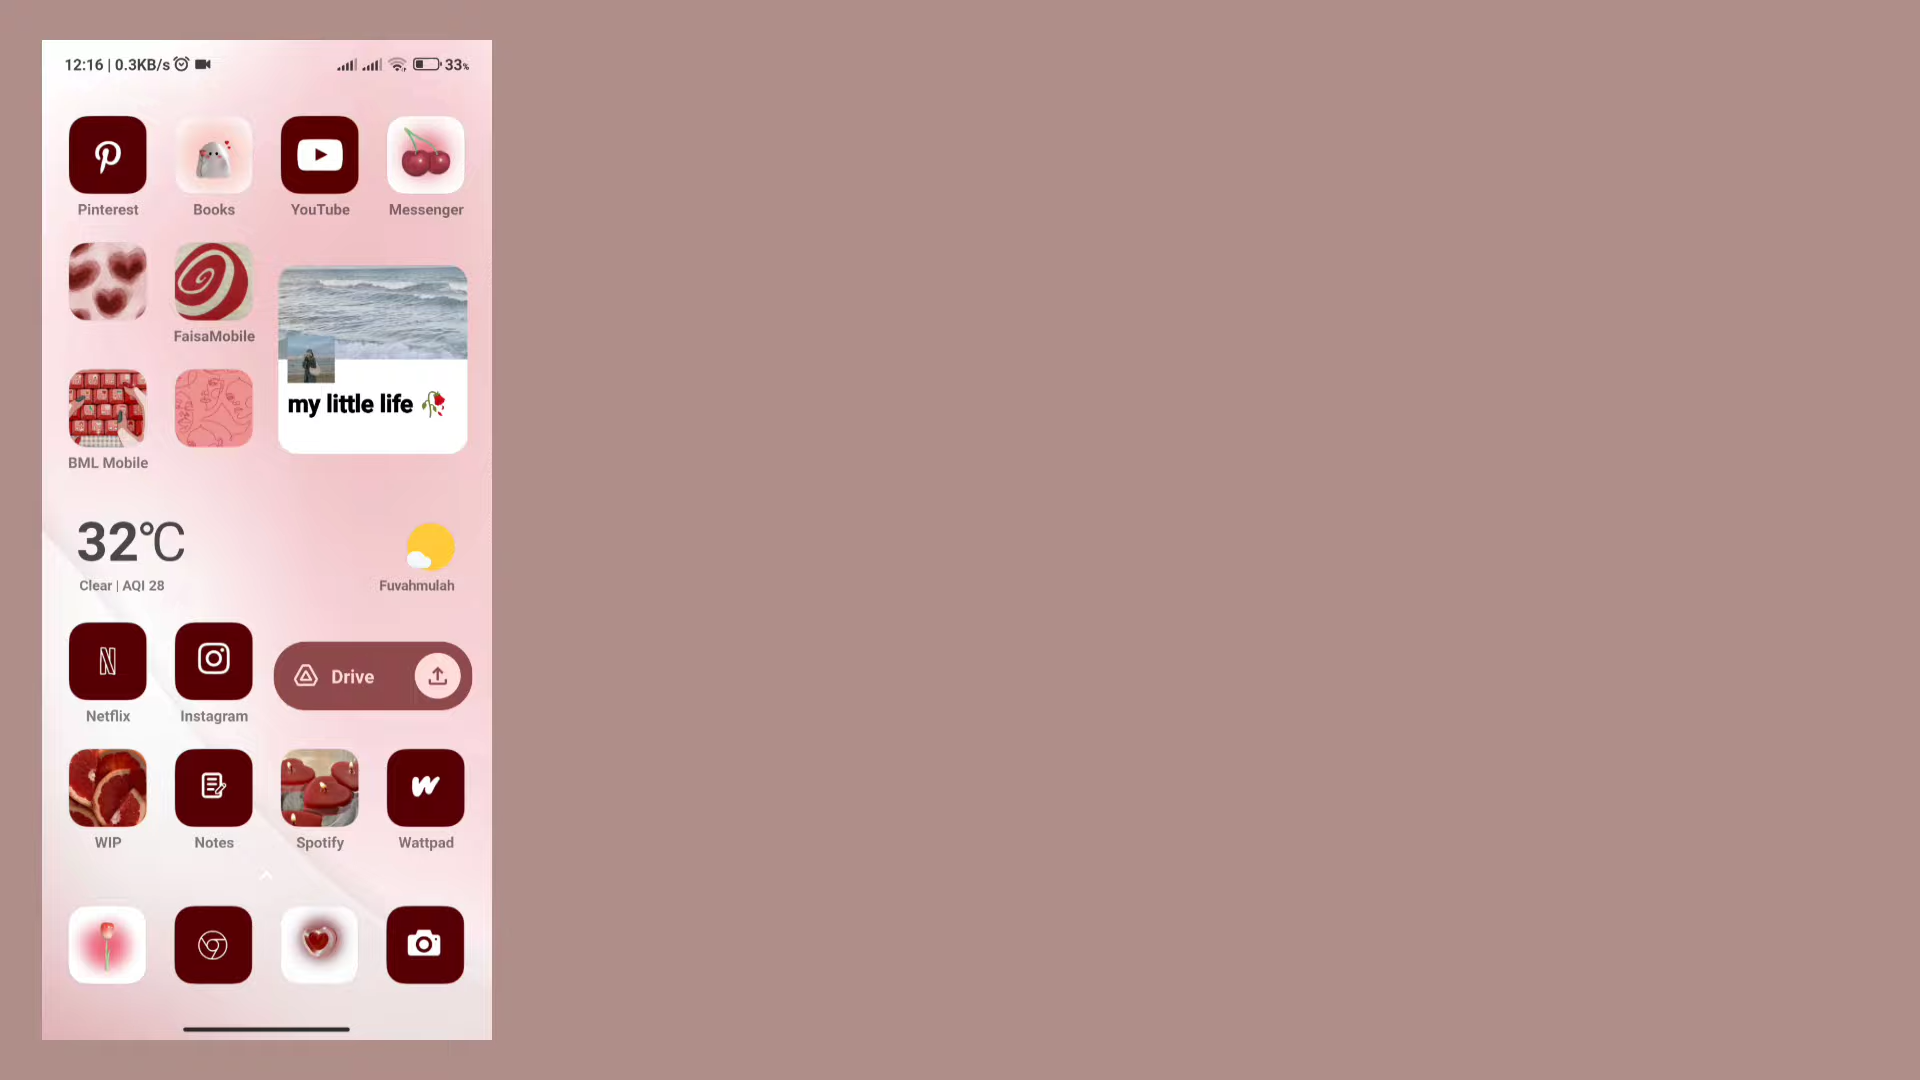 12:16 | 0.3KB/s 33%
Pinterest Books YouTube Messenger
FaisaMobile
my little life 🥀
BML Mobile
32°C
Clear | AQI 28 Fuvahmulah
Drive
Netflix Instagram
WIP Notes Spotify Wattpad